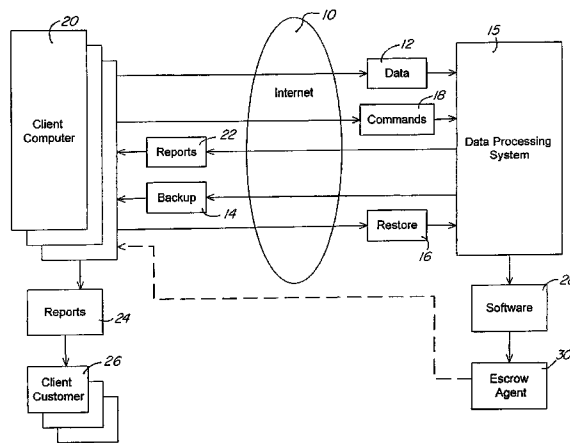 20
10
12
15
Data
Internet
18
Client
Computer
Commands
22
Data Processing
System
Reports
Backup
14
Restore
16
28
Reports
24
Software
26
30
Client
Customer
Escrow
Agent